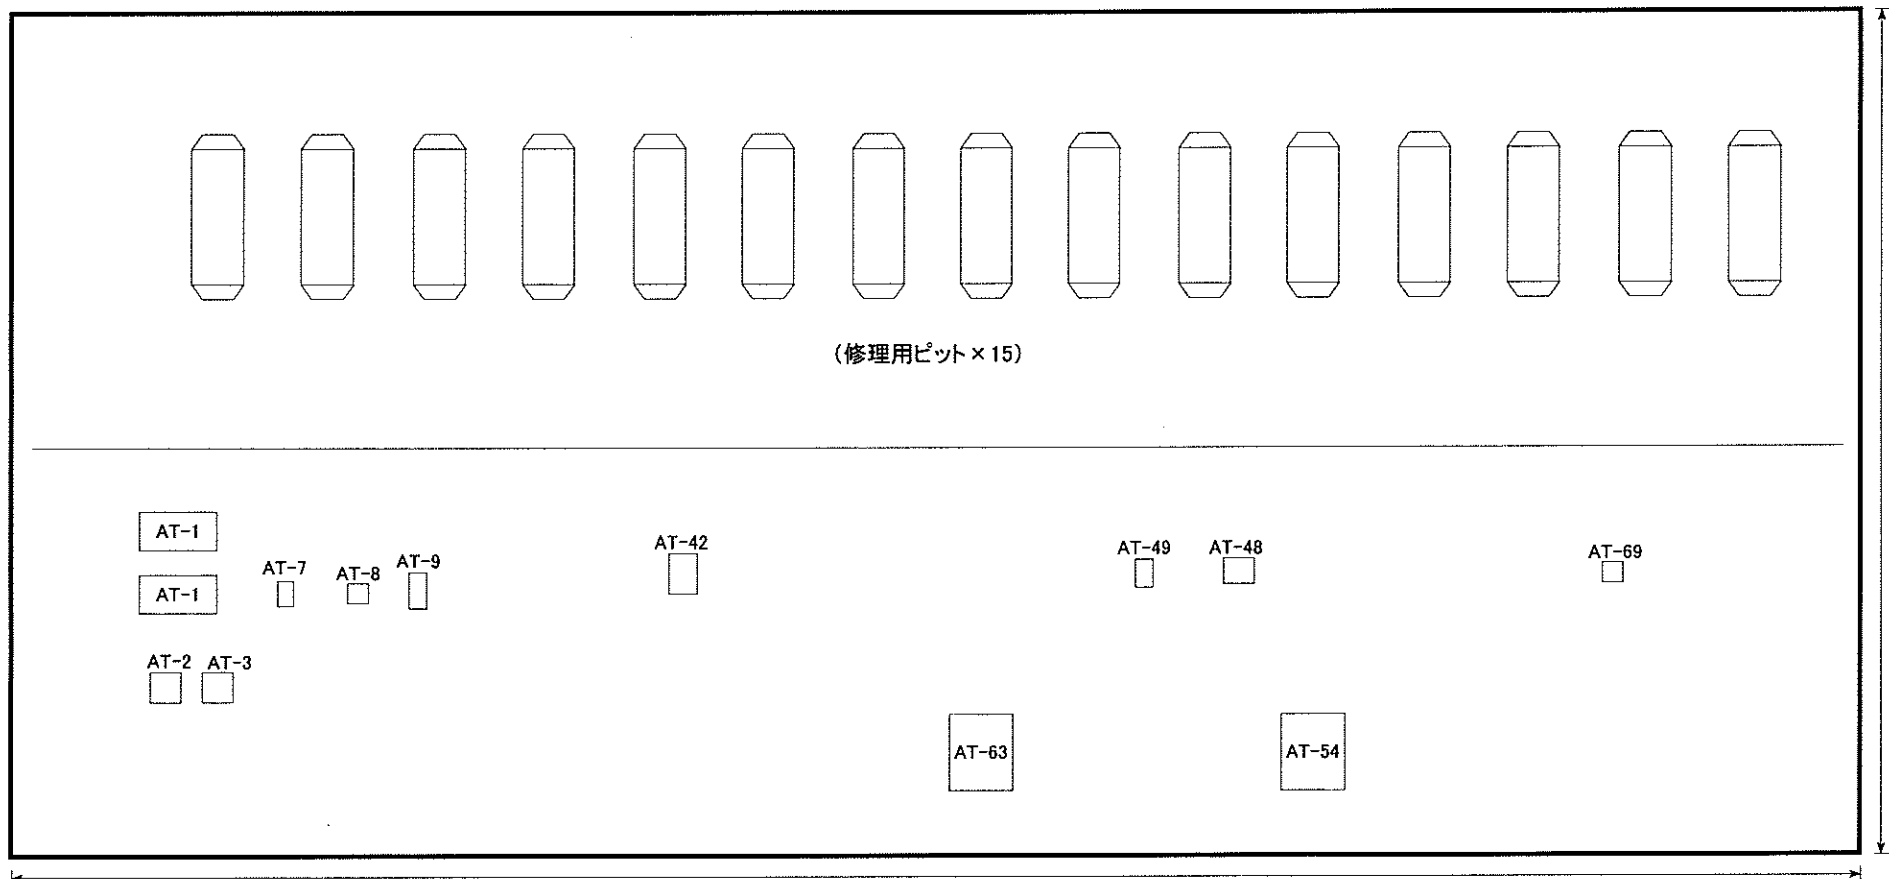 (修理用ピット×15)
AT-1
AT-42
AT-49
AT-48
AT-69
AT-7
AT-8
AT-9
AT-1
AT-2
AT-3
AT-63
AT-54